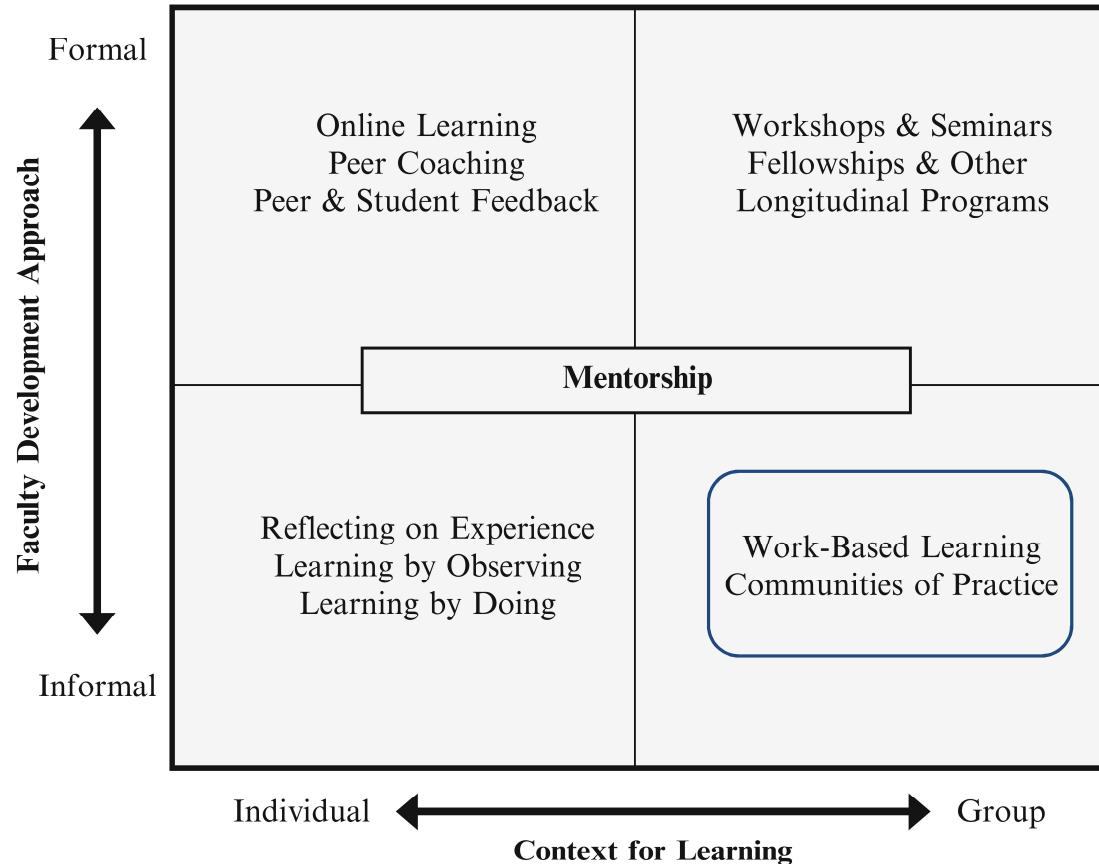 Formal
Faculty Development Approach
Informal
Online Learning
Peer Coaching
Peer & Student Feedback
Workshops & Seminars
Fellowships & Other
Longitudinal Programs
Mentorship
Reflecting on Experience
Learning by Observing
Learning by Doing
Work-Based Learning
Communities of Practice
Individual
Group
Context for Learning